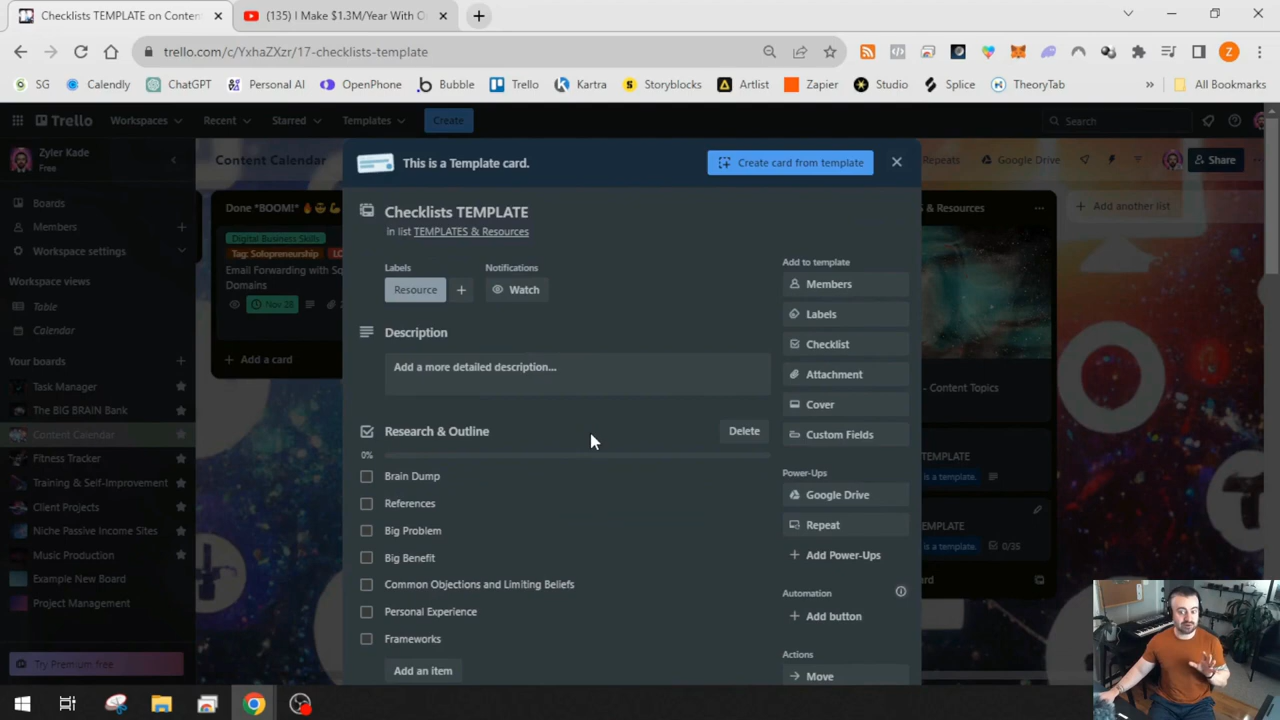 Checklists TEMPLATE on Conten
(135) I Make $1.3M/Year With O
trello.com/c/YxhaZXzr/17-checklists-template
SG
Calendly
ChatGPT
Personal AI
OpenPhone
Bubble
Trello
Kartra
Storyblocks
Artlist
Zapier
Studio
Splice
TheoryTab
All Bookmarks
Trello
Workspaces
Recent
Starred
Templates
Create
Search
Zyler Kade
Free
Content Calendar
This is a Template card.
Create card from template
Repeats
Google Drive
Share
Boards
Members
Workspace settings
Workspace views
Table
Calendar
Your boards
Task Manager
The BIG BRAIN Bank
Content Calendar
Fitness Tracker
Training & Self-Improvement
Client Projects
Niche Passive Income Sites
Music Production
Example New Board
Project Management
Try Premium free
Done *BOOM!*
Digital Business Skills
Tag: Solopreneurship
LO
Email Forwarding with Sq
Domains
Nov 28
2
Add a card
Checklists TEMPLATE
in list TEMPLATES & Resources
Labels
Notifications
Resource
Watch
Description
Add a more detailed description...
Research & Outline
Delete
0%
Brain Dump
References
Big Problem
Big Benefit
Common Objections and Limiting Beliefs
Personal Experience
Frameworks
Add an item
Add to template
Members
Labels
Checklist
Attachment
Cover
Custom Fields
Power-Ups
Google Drive
Repeat
Add Power-Ups
Automation
Add button
Actions
Move
S & Resources
Add another list
- Content Topics
EMPLATE
is a template.
EMPLATE
is a template.
0/35
rd